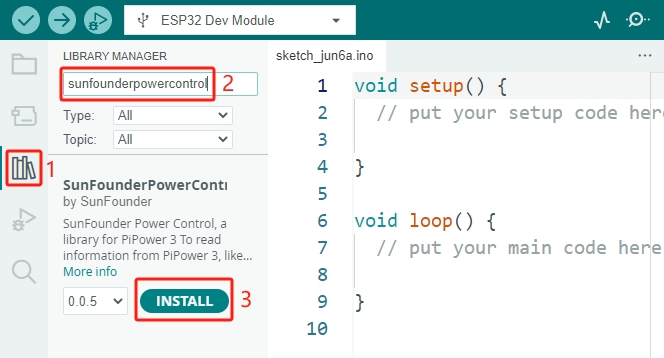 ESP32 Dev Module
LIBRARY MANAGER
sunfounderpowercontrol
2
Type:
All
Topic:
All
1
SunFounderPowerContr
by SunFounder
SunFounder Power Control, a
library for PiPower 3 To read
information from PiPower 3, like...
More info
0.0.5
INSTALL
3
sketch_jun6a.ino
...
1 void setup() {
2 // put your setup code here
3
4 }
5
6 void loop() {
7 // put your main code here
8
9 }
10